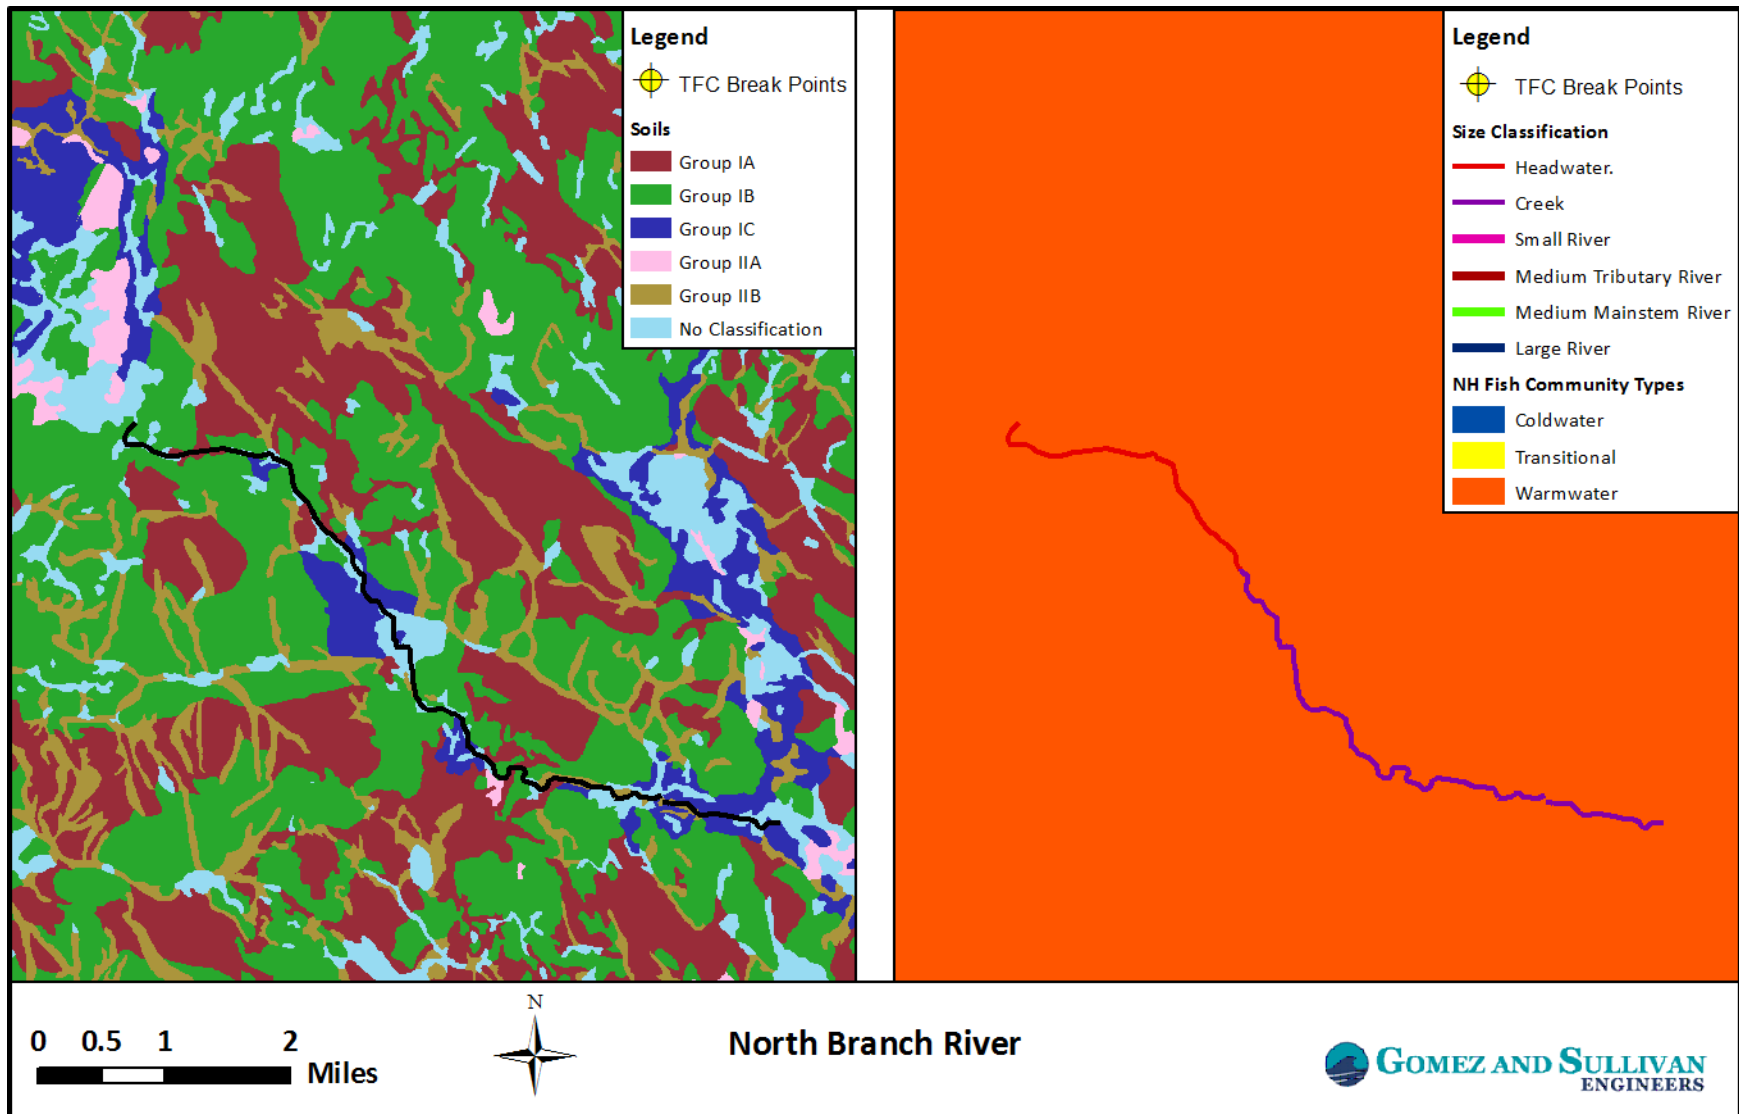 Legend
TFC Break Points
Soils
Group IA
Group IB
Group IC
Group IIA
Group IIB
No Classification
Legend
TFC Break Points
Size Classification
Headwater.
Creek
Small River
Medium Tributary River
Medium Mainstem River
Large River
NH Fish Community Types
Coldwater
Transitional
Warmwater
0 0.5 1 2
Miles
N
North Branch River
GOMEZ AND SULLIVAN
ENGINEERS